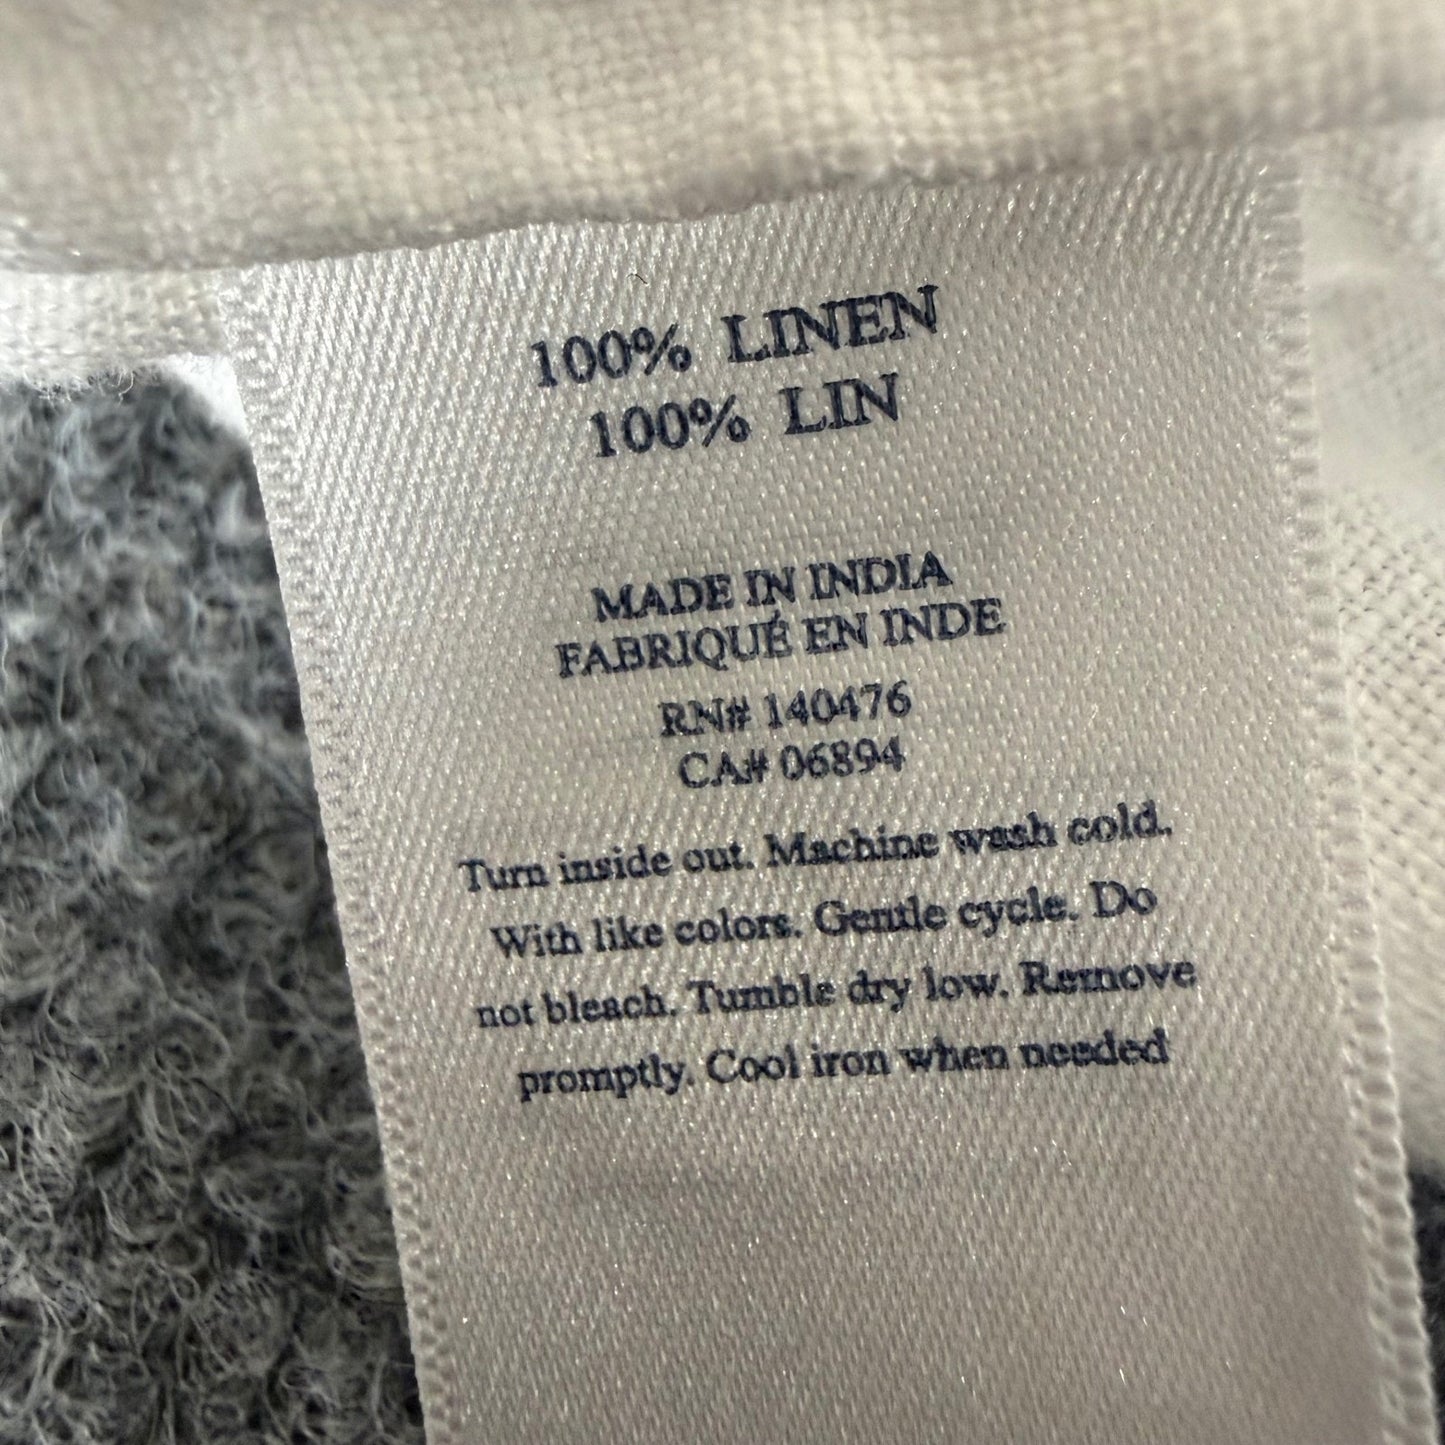 100% LINEN
100% LIN
MADE IN INDIA
FABRIQUÉ EN INDE
RN# 140476
CA# 06894
Turn inside out. Machine wash cold.
With like colors. Gentle cycle. Do
not bleach. Tumble dry low. Remove
promptly. Cool iron when needed